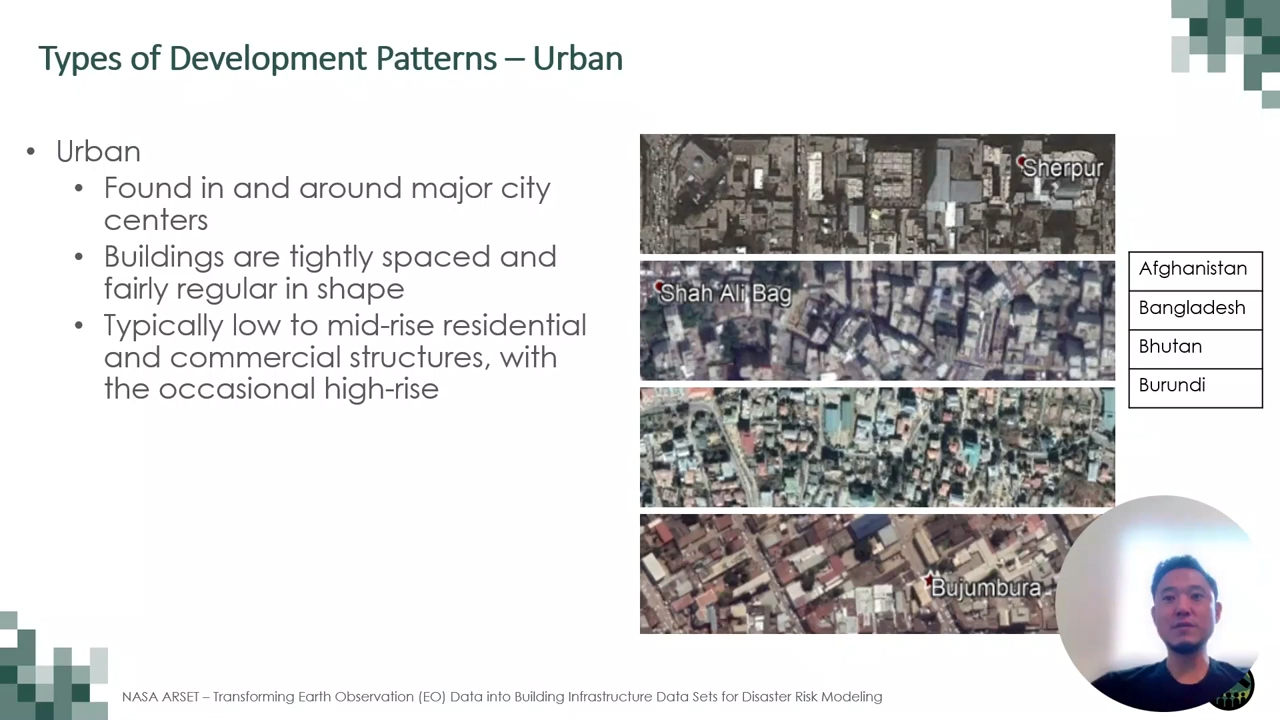 Types of Development Patterns – Urban
• Urban
• Found in and around major city
centers
• Buildings are tightly spaced and
fairly regular in shape
• Typically low to mid-rise residential
and commercial structures, with
the occasional high-rise
Sherpur
Shah Ali Bag
Bujumbura
Afghanistan
Bangladesh
Bhutan
Burundi
NASA ARSET – Transforming Earth Observation (EO) Data into Building Infrastructure Data Sets for Disaster Risk Modeling